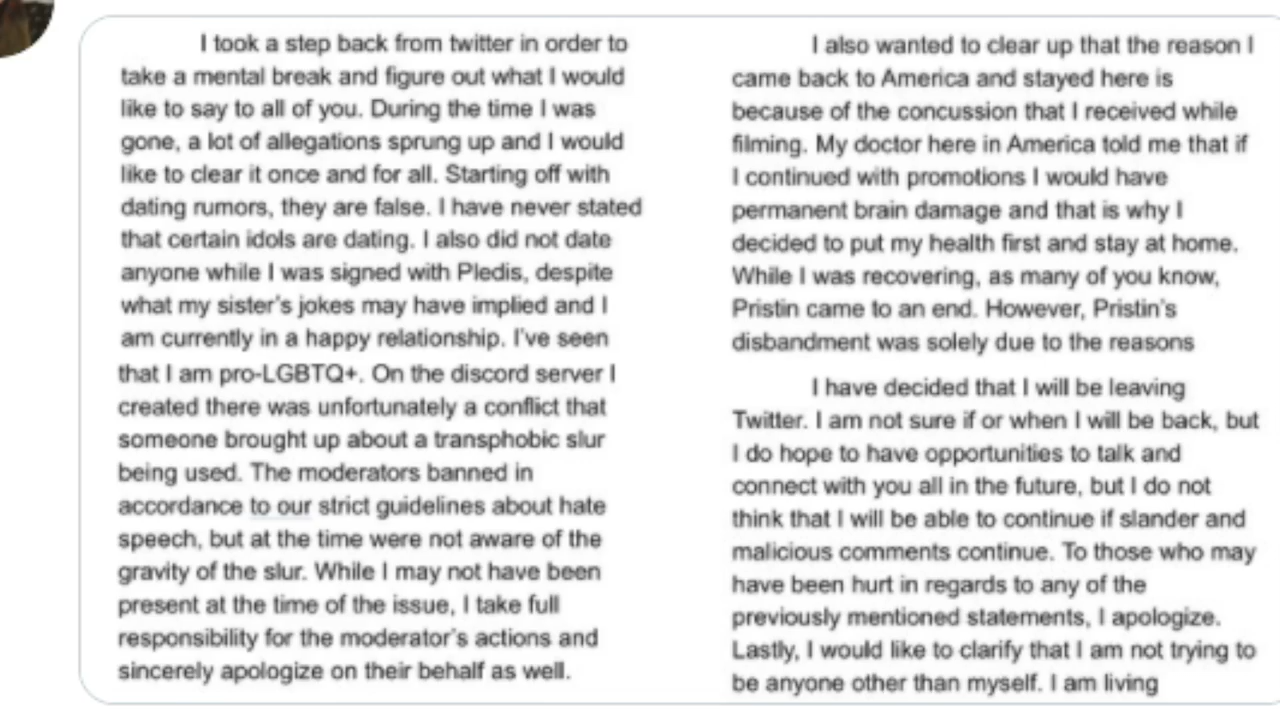 I took a step back from twitter in order to
take a mental break and figure out what I would
like to say to all of you. During the time I was
gone, a lot of allegations sprung up and I would
like to clear it once and for all. Starting off with
dating rumors, they are false. I have never stated
that certain idols are dating. I also did not date
anyone while I was signed with Pledis, despite
what my sister's jokes may have implied and I
am currently in a happy relationship. I've seen
that I am pro-LGBTQ+. On the discord server I
created there was unfortunately a conflict that
someone brought up about a transphobic slur
being used. The moderators banned in
accordance to our strict guidelines about hate
speech, but at the time were not aware of the
gravity of the slur. While I may not have been
present at the time of the issue, I take full
responsibility for the moderator's actions and
sincerely apologize on their behalf as well.
I also wanted to clear up that the reason I
came back to America and stayed here is
because of the concussion that I received while
filming. My doctor here in America told me that if
I continued with promotions I would have
permanent brain damage and that is why I
decided to put my health first and stay at home.
While I was recovering, as many of you know,
Pristin came to an end. However, Pristin's
disbandment was solely due to the reasons
I have decided that I will be leaving
Twitter. I am not sure if or when I will be back, but
I do hope to have opportunities to talk and
connect with you all in the future, but I do not
think that I will be able to continue if slander and
malicious comments continue. To those who may
have been hurt in regards to any of the
previously mentioned statements, I apologize.
Lastly, I would like to clarify that I am not trying to
be anyone other than myself. I am living